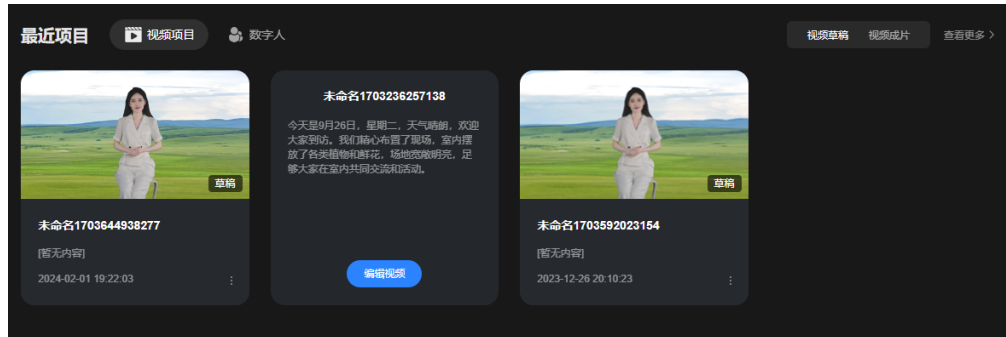 最近项目
视频项目
数字人
视频草稿
视频成片
查看更多
草稿
未命名1703644938277
[暂无内容]
2024-02-01 19:22:03
未命名1703236257138
今天是9月26日，星期二，天气晴朗，欢迎
大家到访。我们精心布置了现场，室内摆
放了各类植物和鲜花，场地宽敞明亮，足
够大家在室内共同交流和活动。
编辑视频
草稿
未命名1703592023154
[暂无内容]
2023-12-26 20:10:23